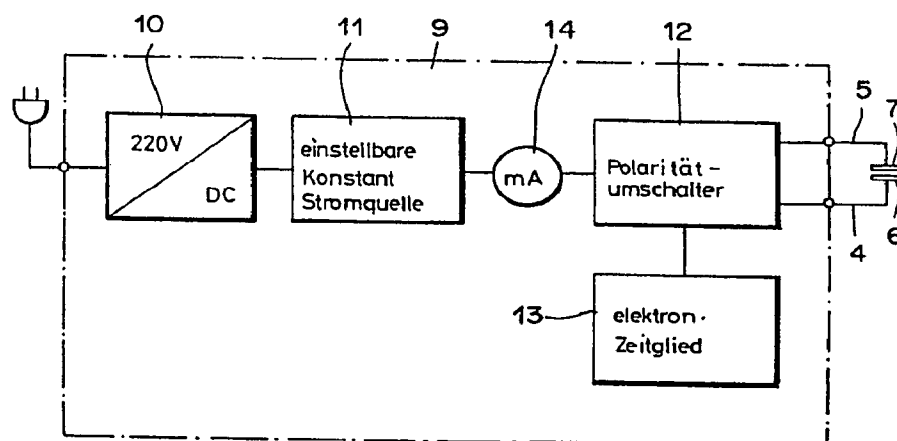 10
11
9
14
12
5
7
220V
DC
einstellbare
Konstant
Stromquelle
mA
Polarität-
umschalter
4
6
13
elektron.
Zeitglied